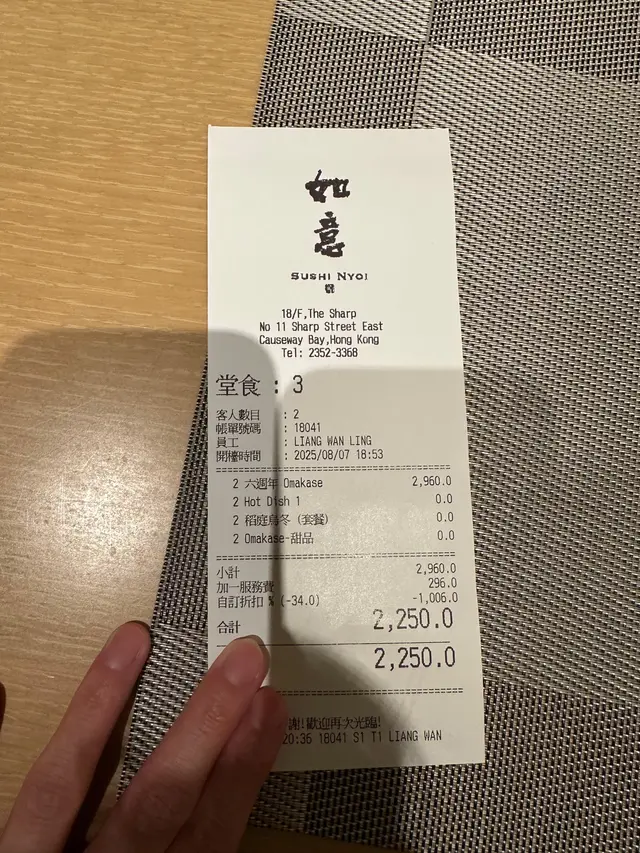 如
意
SUSHI NYOI
18/F,The Sharp
No 11 Sharp Street East
Causeway Bay,Hong Kong
Tel: 2352-3368
堂食 : 3
客人數目 : 2
帳單號碼 : 18041
員工 : LIANG WAN LING
開檯時間 : 2025/08/07 18:53
2 六週年 Omakase 2,960.0
2 Hot Dish 1 0.0
2 稻庭烏冬 (套餐) 0.0
2 Omakase-甜品 0.0
小計 2,960.0
加一服務費 296.0
自訂折扣 % (-34.0) -1,006.0
合計 2,250.0
2,250.0
謝!歡迎再次光臨!
20:36 18041 S1 T1 LIANG WAN